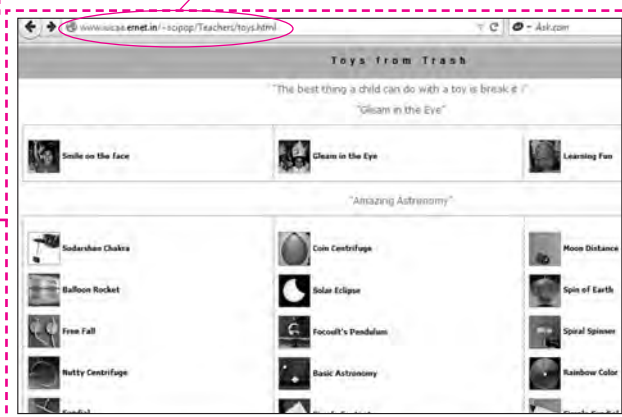 www.iucaa.ernet.in/~scipop/Teachers/toys.html
Ask.com
Toys from Trash
"The best thing a child can do with a toy is break it !"
"Gleam in the Eye"
Smile on the face Gleam in the Eye Learning Fun
"Amazing Astronomy"
Sudarshan Chakra Coin Centrifuge Moon Distance
Balloon Rocket Solar Eclipse Spin of Earth
Free Fall Focoult's Pendulum Spiral Spinner
Nutty Centrifuge Basic Astronomy Rainbow Color
Sundial